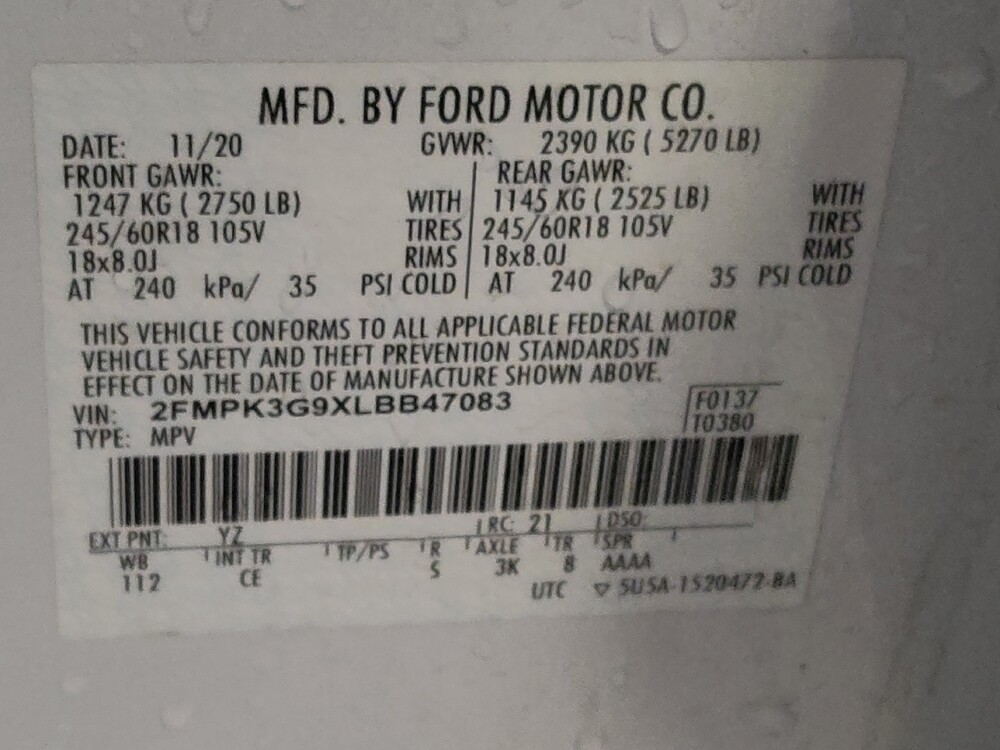 MFD. BY FORD MOTOR CO.
DATE: 11/20 GVWR: 2390 KG ( 5270 LB)
FRONT GAWR: REAR GAWR:
1247 KG ( 2750 LB) WITH 1145 KG ( 2525 LB) WITH
245/60R18 105V TIRES 245/60R18 105V TIRES
18x8.0J RIMS 18x8.0J RIMS
AT 240 kPa/ 35 PSI COLD AT 240 kPa/ 35 PSI COLD
THIS VEHICLE CONFORMS TO ALL APPLICABLE FEDERAL MOTOR
VEHICLE SAFETY AND THEFT PREVENTION STANDARDS IN
EFFECT ON THE DATE OF MANUFACTURE SHOWN ABOVE.
VIN: 2FMPK3G9XLBB47083 F0137
TYPE: MPV T0380
EXT PNT: YZ RC: 21 DSO:
WB INT TR TP/PS R AXLE TR SPR
112 CE S 3K 8 AAAA
UTC ▽ 5U5A-1520472-BA